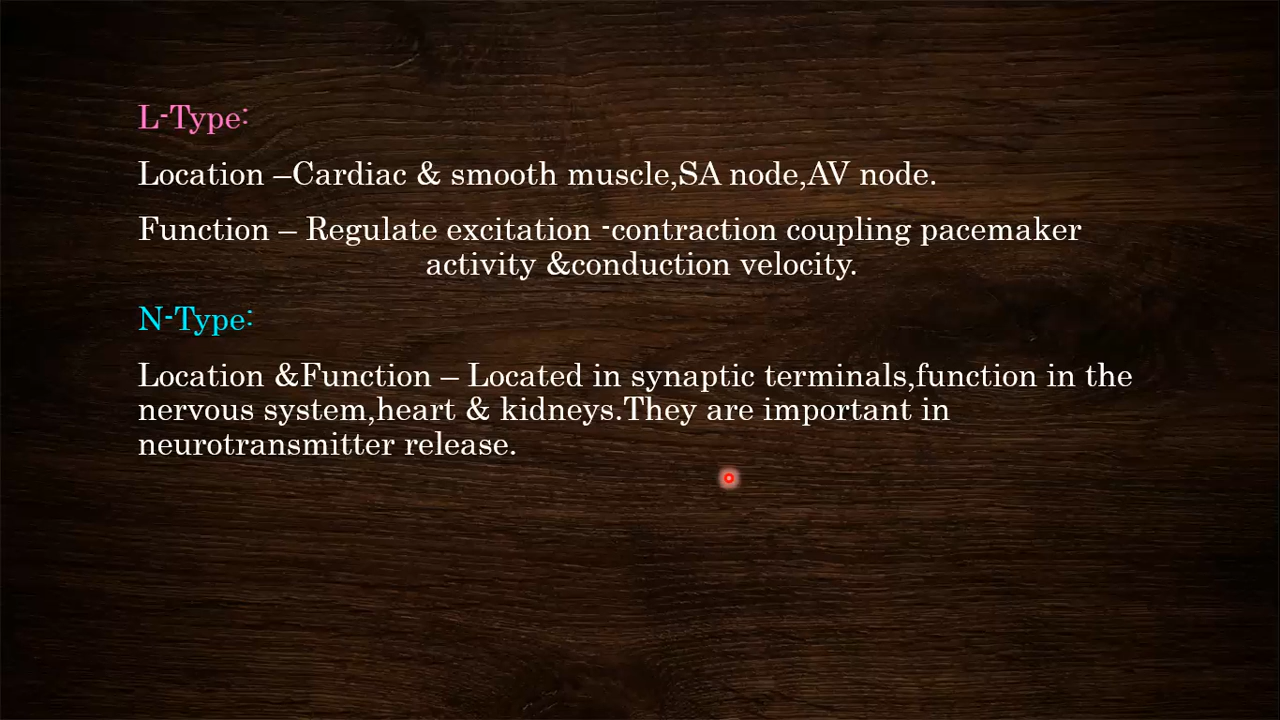 L-Type:
Location –Cardiac & smooth muscle,SA node,AV node.
Function – Regulate excitation -contraction coupling pacemaker
activity &conduction velocity.
N-Type:
Location &Function – Located in synaptic terminals,function in the
nervous system,heart & kidneys.They are important in
neurotransmitter release.